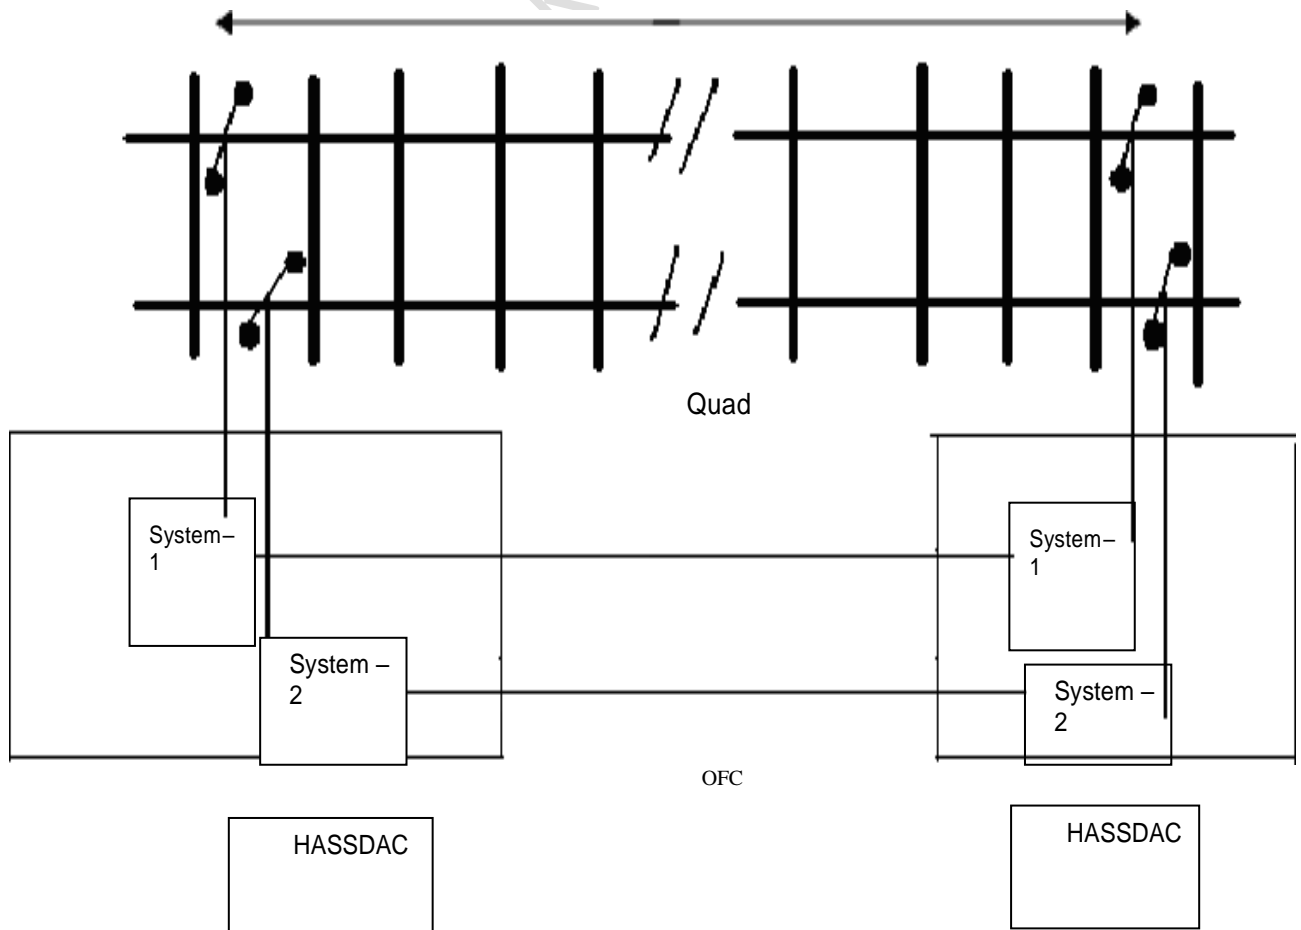 Quad
System–
1
System–
1
System –
2
System –
2
OFC
HASSDAC
HASSDAC